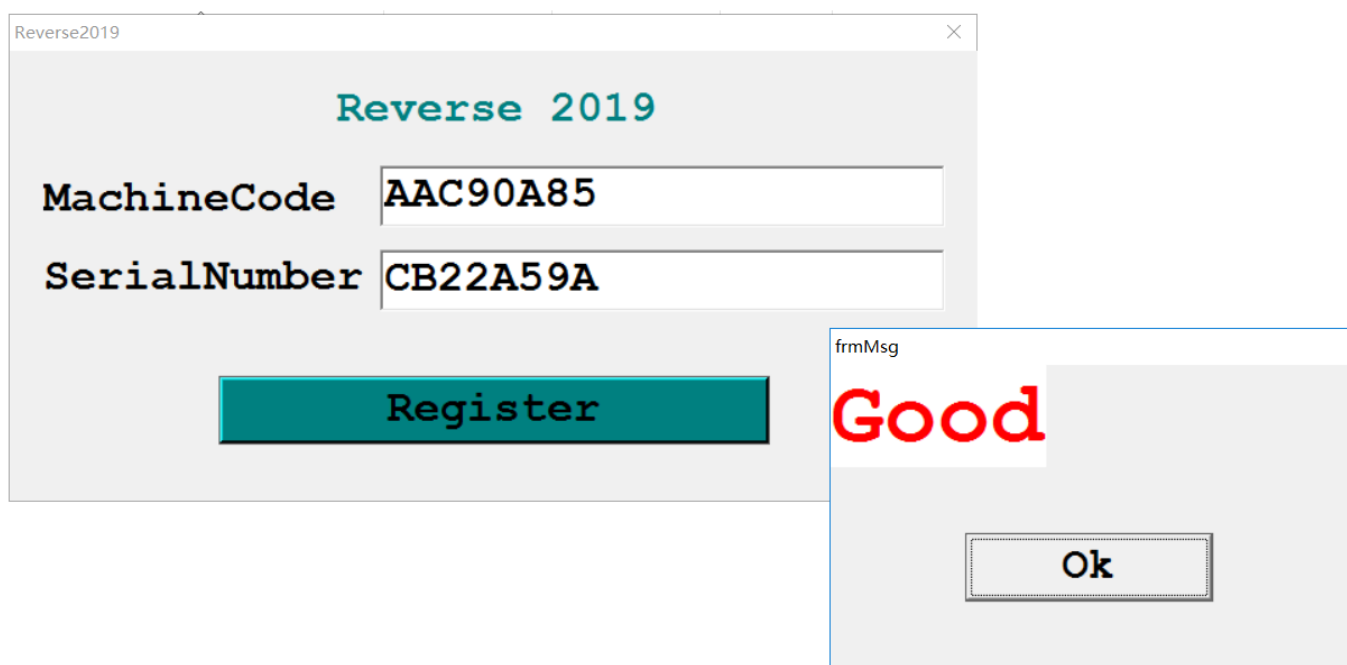 Reverse2019
Reverse 2019
MachineCode AAC90A85
SerialNumber CB22A59A
Register
frmMsg
Good
Ok